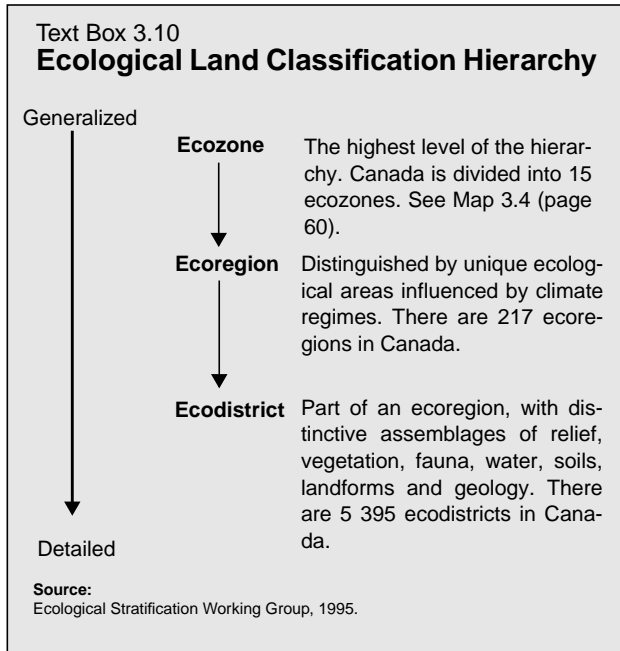 Text Box 3.10
Ecological Land Classification Hierarchy
Generalized
Ecozone
The highest level of the hierar-
chy. Canada is divided into 15
ecozones. See Map 3.4 (page
60).
Ecoregion
Distinguished by unique ecolog-
ical areas influenced by climate
regimes. There are 217 ecore-
gions in Canada.
Ecodistrict
Part of an ecoregion, with dis-
tinctive assemblages of relief,
vegetation, fauna, water, soils,
landforms and geology. There
are 5 395 ecodistricts in Cana-
da.
Detailed
Source:
Ecological Stratification Working Group, 1995.